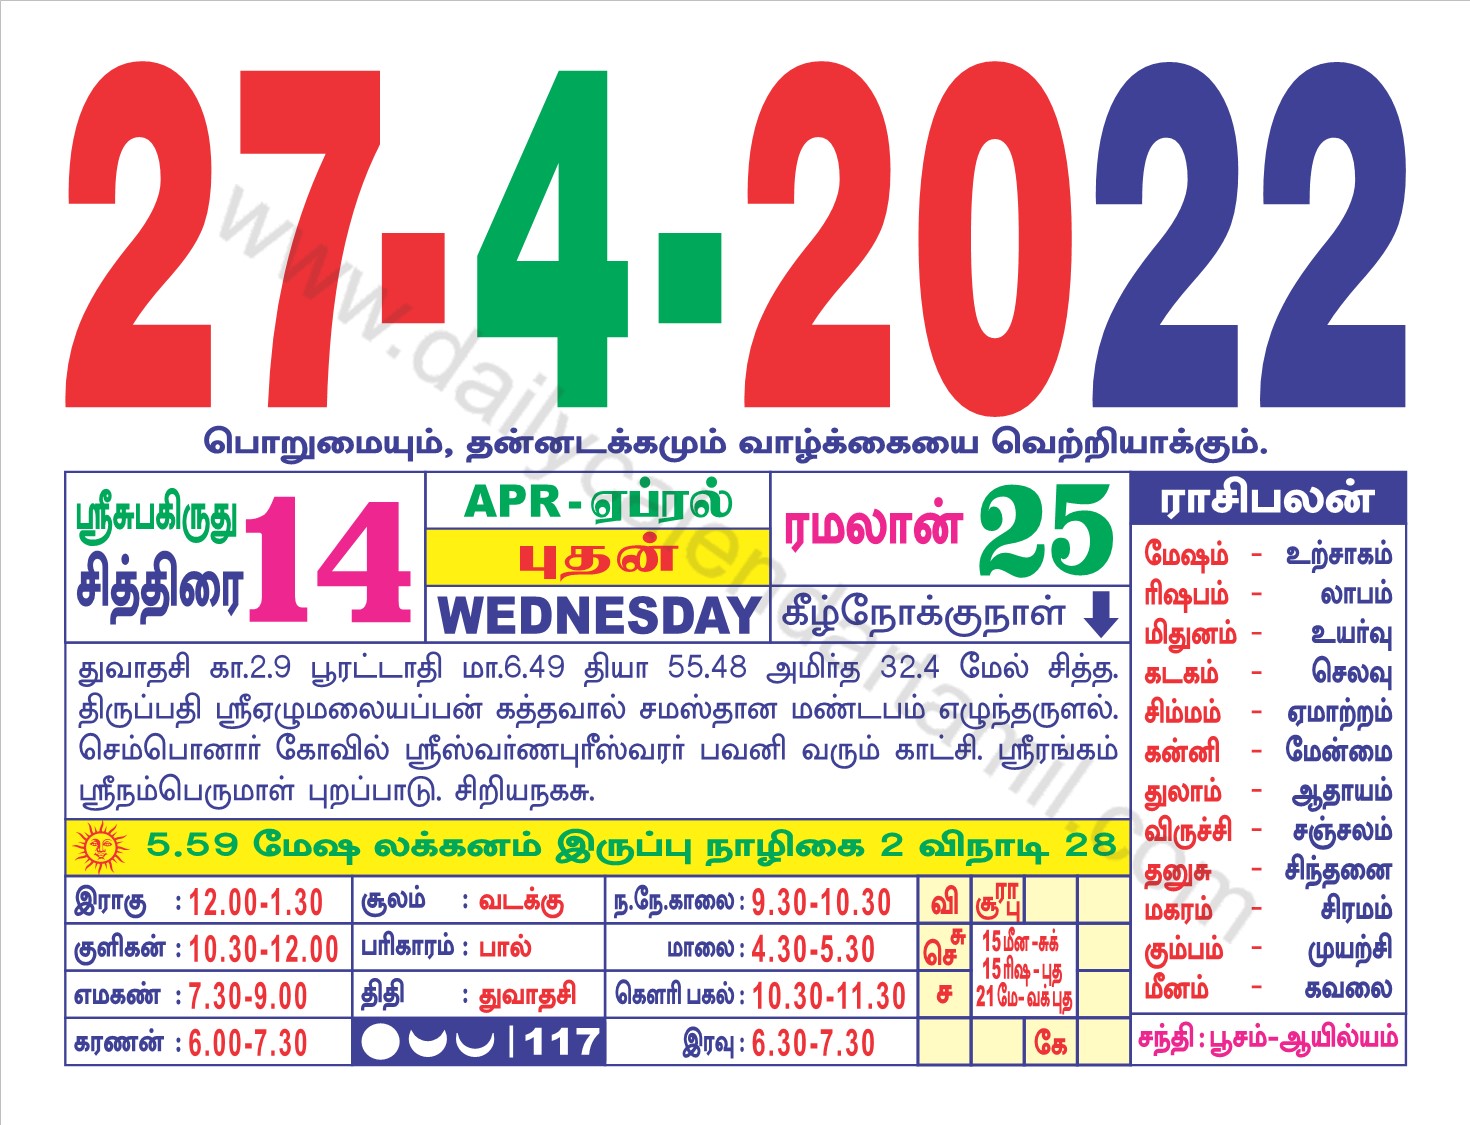 27-4-2022
பொறுமையும், தன்னடக்கமும் வாழ்க்கையை வெற்றியாக்கும்.
ஸ்ரீசுபகிருது
சித்திரை 14
APR - ஏப்ரல்
புதன்
WEDNESDAY
ரமலான் 25
கீழ்நோக்குநாள்
துவாதசி கா.2.9 பூரட்டாதி மா.6.49 தியா 55.48 அமிர்த 32.4 மேல் சித்த.
திருப்பதி ஸ்ரீஏழுமலையப்பன் கத்தவால் சமஸ்தான மண்டபம் எழுந்தருளல்.
செம்பொனார் கோவில் ஸ்ரீஸ்வர்ணபுரீஸ்வரர் பவனி வரும் காட்சி. ஸ்ரீரங்கம்
ஸ்ரீநம்பெருமாள் புறப்பாடு. சிறியநகசு.
5.59 மேஷ லக்கனம் இருப்பு நாழிகை 2 விநாடி 28
இராகு : 12.00-1.30
குளிகன் : 10.30-12.00
எமகண் : 7.30-9.00
கரணன் : 6.00-7.30
சூலம் : வடக்கு
பரிகாரம் : பால்
திதி : துவாதசி
117
ந.நே.காலை : 9.30-10.30
மாலை : 4.30-5.30
கௌரி பகல் : 10.30-11.30
இரவு : 6.30-7.30
வி
சூ ரா பு
செ சு
ச
15 மீன - சுக்
15 ரிஷ - புத
21 மே - வக் புத
கே
ராசிபலன்
மேஷம் - உற்சாகம்
ரிஷபம் - லாபம்
மிதுனம் - உயர்வு
கடகம் - செலவு
சிம்மம் - ஏமாற்றம்
கன்னி - மேன்மை
துலாம் - ஆதாயம்
விருச்சி - சஞ்சலம்
தனுசு - சிந்தனை
மகரம் - சிரமம்
கும்பம் - முயற்சி
மீனம் - கவலை
சந்தி : பூசம்-ஆயில்யம்
www.dailycalendartamil.com